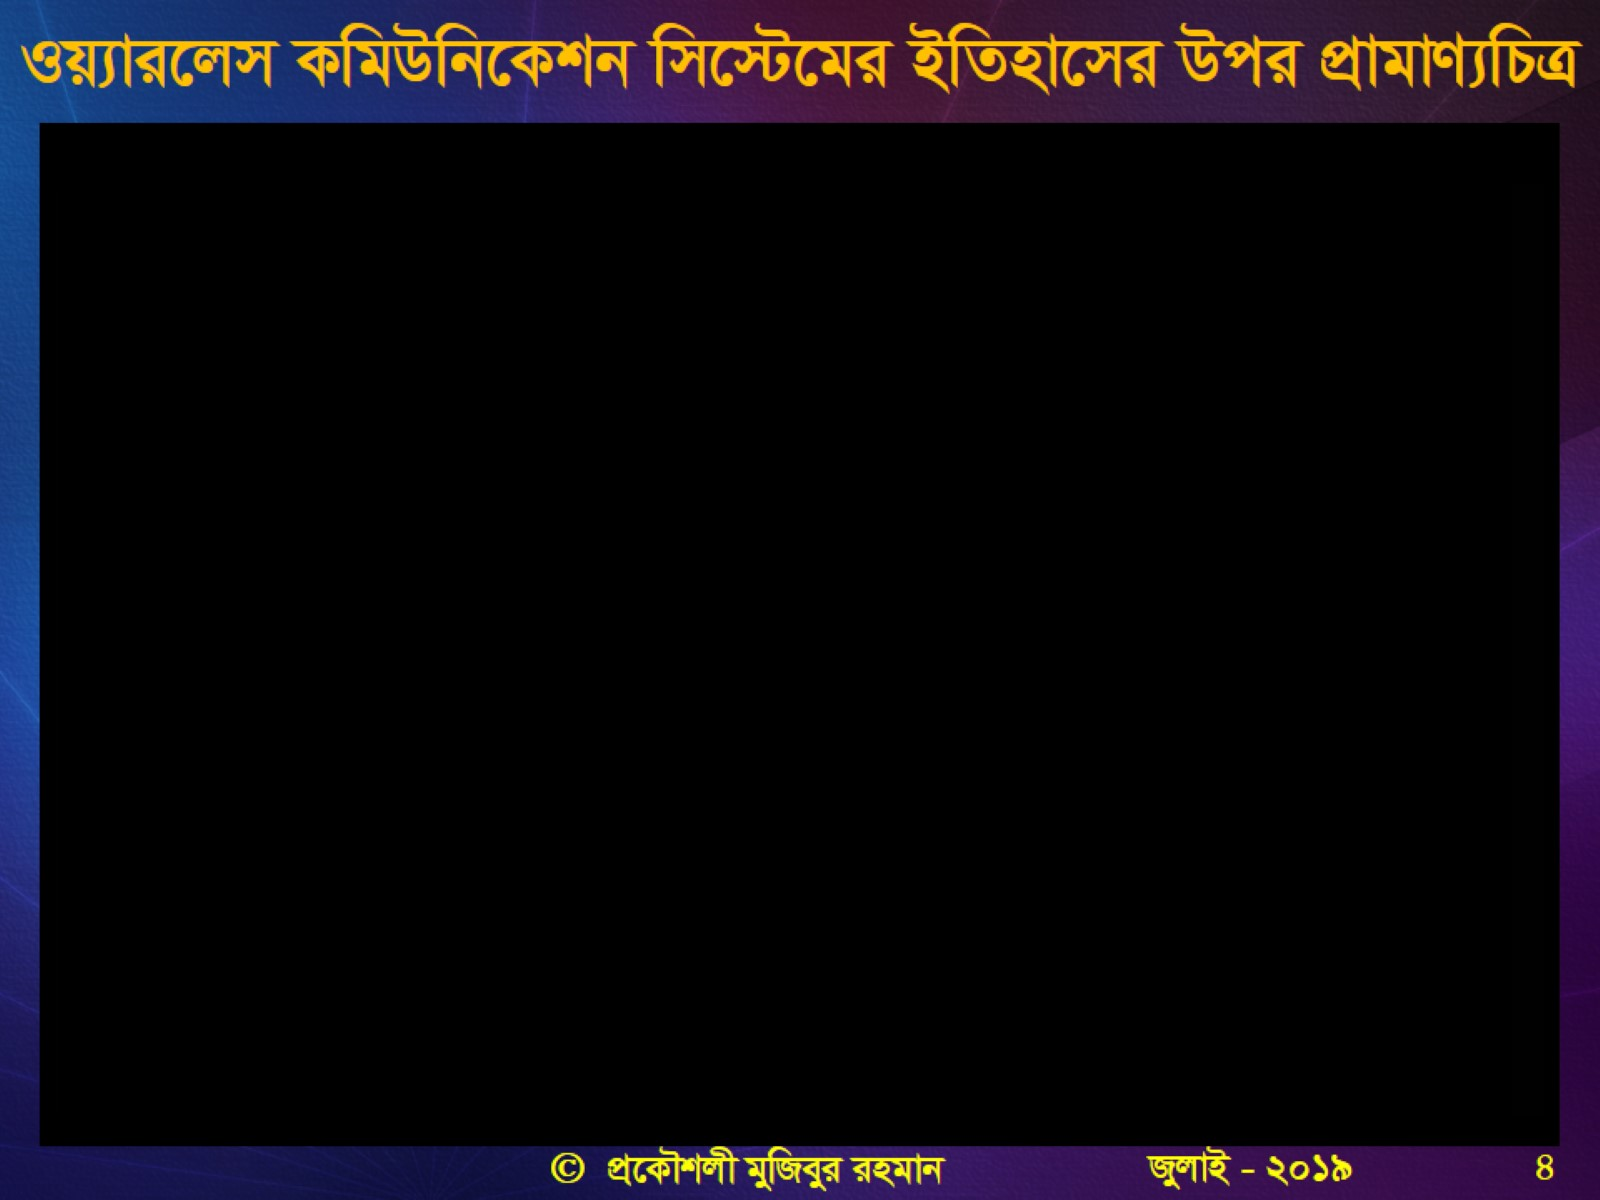 ওয়্যারলেস কমিউনিকেশন সিস্টেমের ইতিহাসের উপর প্রামাণ্যচিত্র
© প্রকৌশলী মুজিবুর রহমান জুলাই - ২০১৯ 8